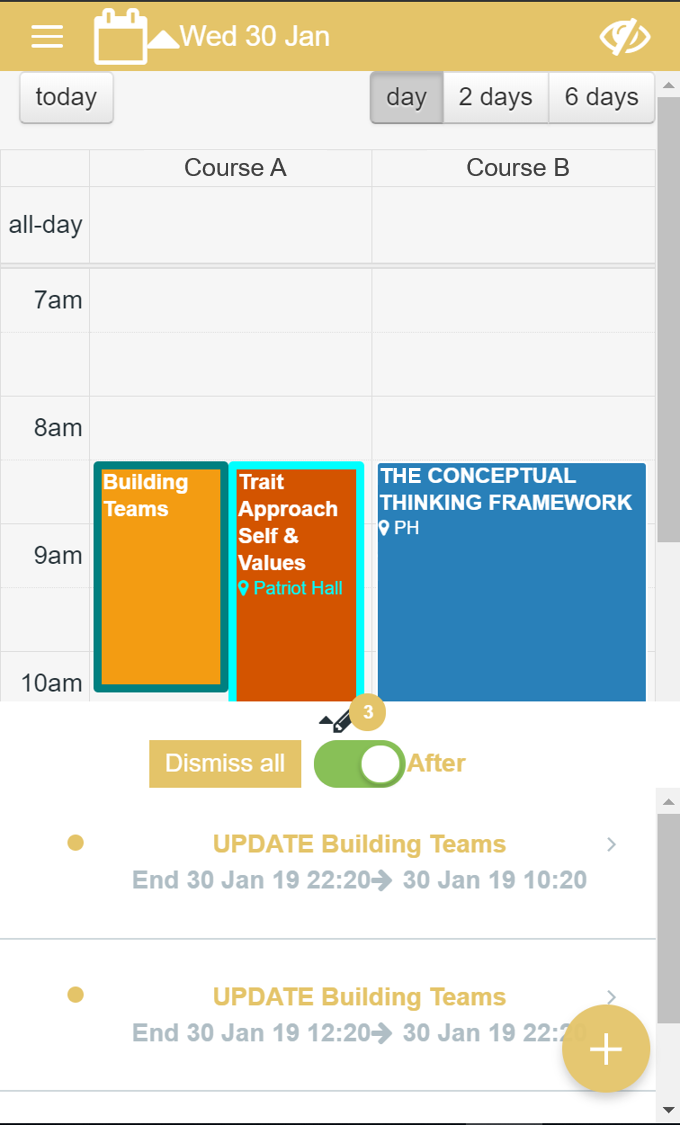 Wed 30 Jan
today
day 2 days 6 days
Course A Course B
all-day
7am
8am
Building
Teams
Trait
Approach
Self &
Values
Patriot Hall
THE CONCEPTUAL
THINKING FRAMEWORK
PH
9am
10am
3
Dismiss all After
UPDATE Building Teams
End 30 Jan 19 22:20 30 Jan 19 10:20
UPDATE Building Teams
End 30 Jan 19 12:20 30 Jan 19 22:20